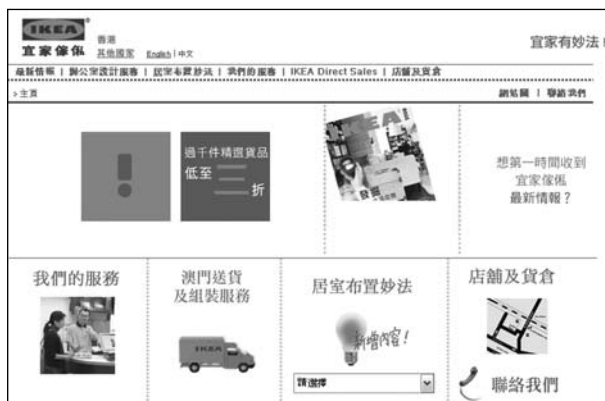 IKEA
香港
宜家傢俬
其他國家 English | 中文
宜家有妙法!
最新情報 | 辦公室設計服務 | 居室布置妙法 | 我們的服務 | IKEA Direct Sales | 店舖及貨倉
主頁
網站圖 | 聯絡我們
!
過千件精選貨品
低至
折
IKEA
想第一時間收到
宜家傢俬
最新情報?
我們的服務
澳門送貨
及組裝服務
IKEA
居室布置妙法
新增內容!
請選擇
店舖及貨倉
聯絡我們